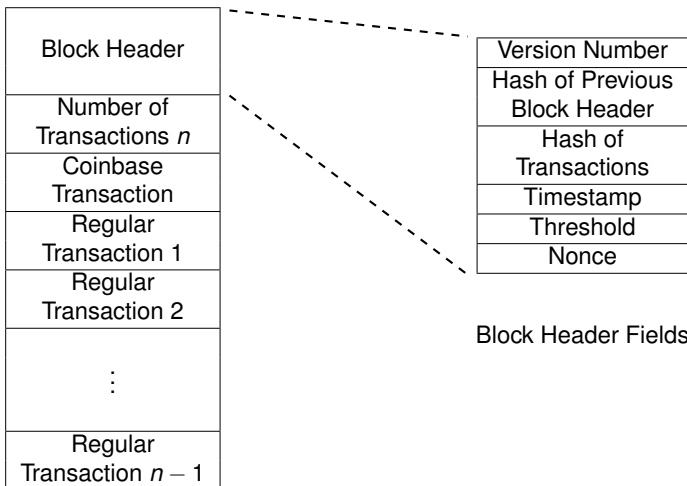 Block Header
Number of
Transactions n
Coinbase
Transaction
Regular
Transaction 1
Regular
Transaction 2
⋮
Regular
Transaction n − 1
Version Number
Hash of Previous
Block Header
Hash of
Transactions
Timestamp
Threshold
Nonce
Block Header Fields